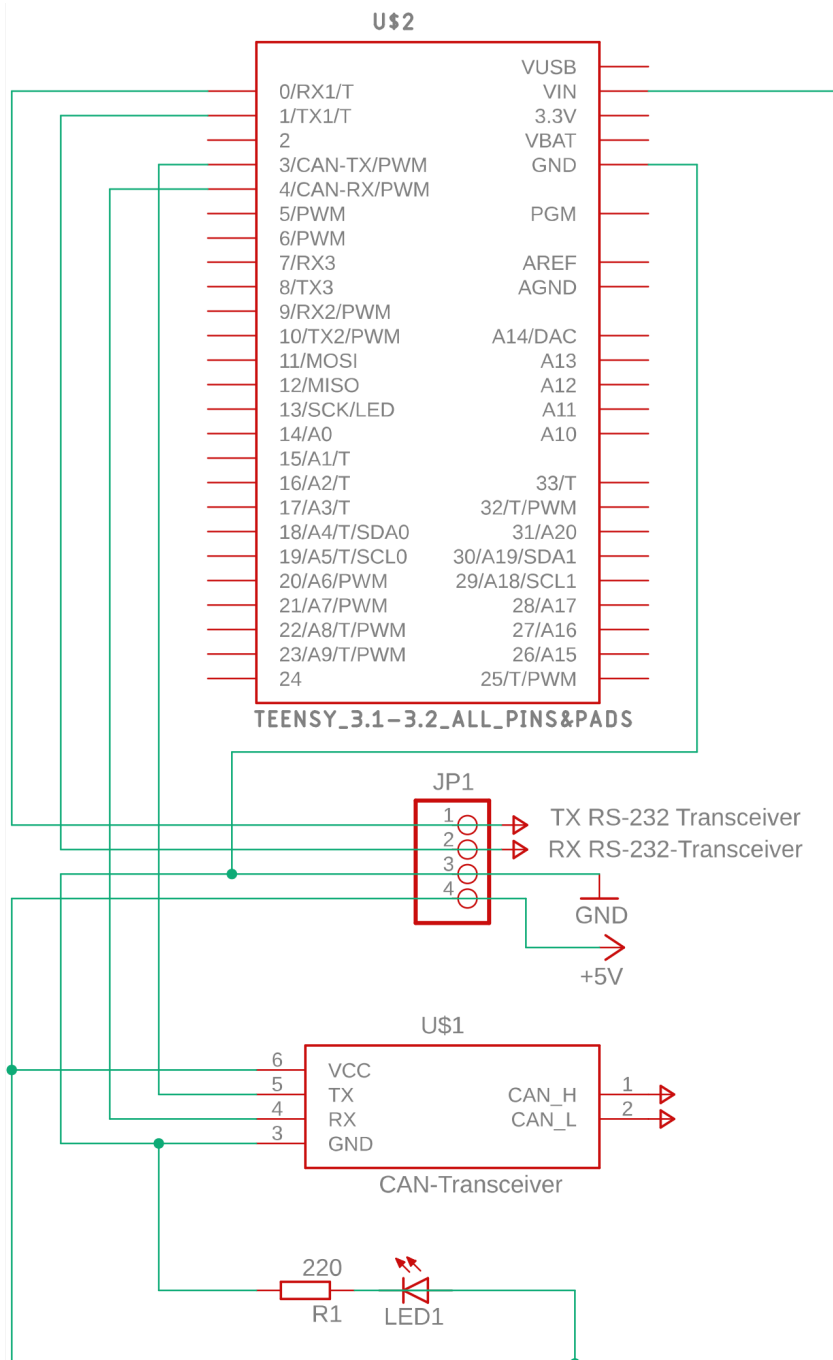 U$2
VUSB
0/RX1/T VIN
1/TX1/T 3.3V
2 VBAT
3/CAN-TX/PWM GND
4/CAN-RX/PWM
5/PWM PGM
6/PWM
7/RX3 AREF
8/TX3 AGND
9/RX2/PWM
10/TX2/PWM A14/DAC
11/MOSI A13
12/MISO A12
13/SCK/LED A11
14/A0 A10
15/A1/T
16/A2/T 33/T
17/A3/T 32/T/PWM
18/A4/T/SDA0 31/A20
19/A5/T/SCL0 30/A19/SDA1
20/A6/PWM 29/A18/SCL1
21/A7/PWM 28/A17
22/A8/T/PWM 27/A16
23/A9/T/PWM 26/A15
24 25/T/PWM
TEENSY_3.1-3.2_ALL_PINS&PADS
JP1
1 TX RS-232 Transceiver
2 RX RS-232-Transceiver
3
4
GND
+5V
U$1
6 VCC
5 TX CAN_H 1
4 RX CAN_L 2
3 GND
CAN-Transceiver
220
R1 LED1